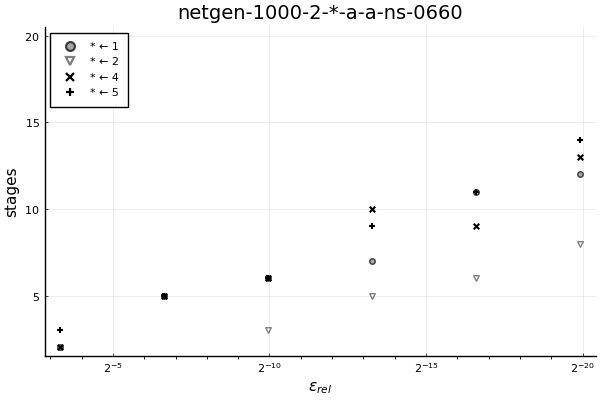 netgen-1000-2-*-a-a-ns-0660
* ← 1
* ← 2
* ← 4
* ← 5
20
15
10
5
stages
2⁻⁵
2⁻¹⁰
2⁻¹⁵
2⁻²⁰
ε_rel